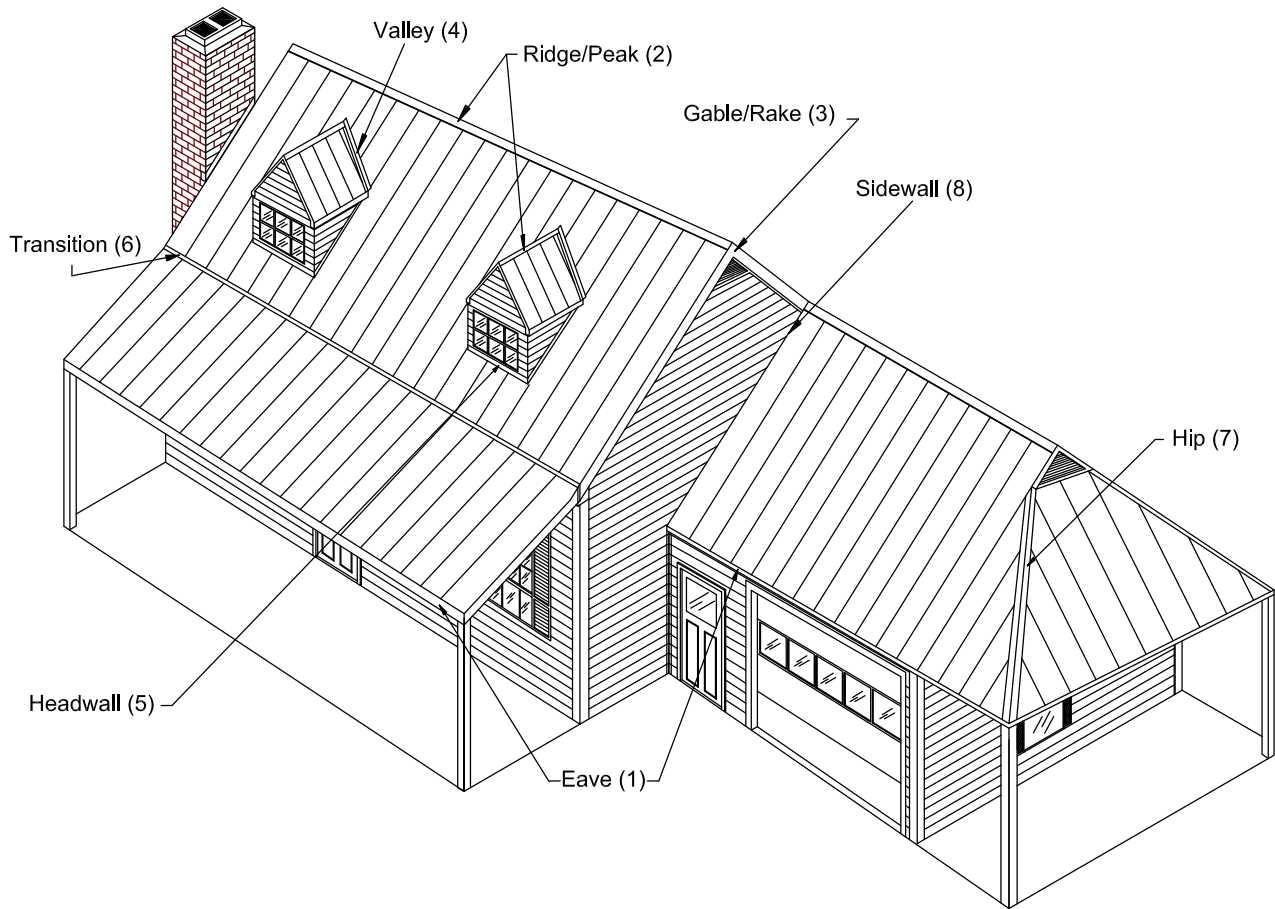 Valley (4)
Ridge/Peak (2)
Gable/Rake (3)
Sidewall (8)
Transition (6)
Hip (7)
Headwall (5)
Eave (1)